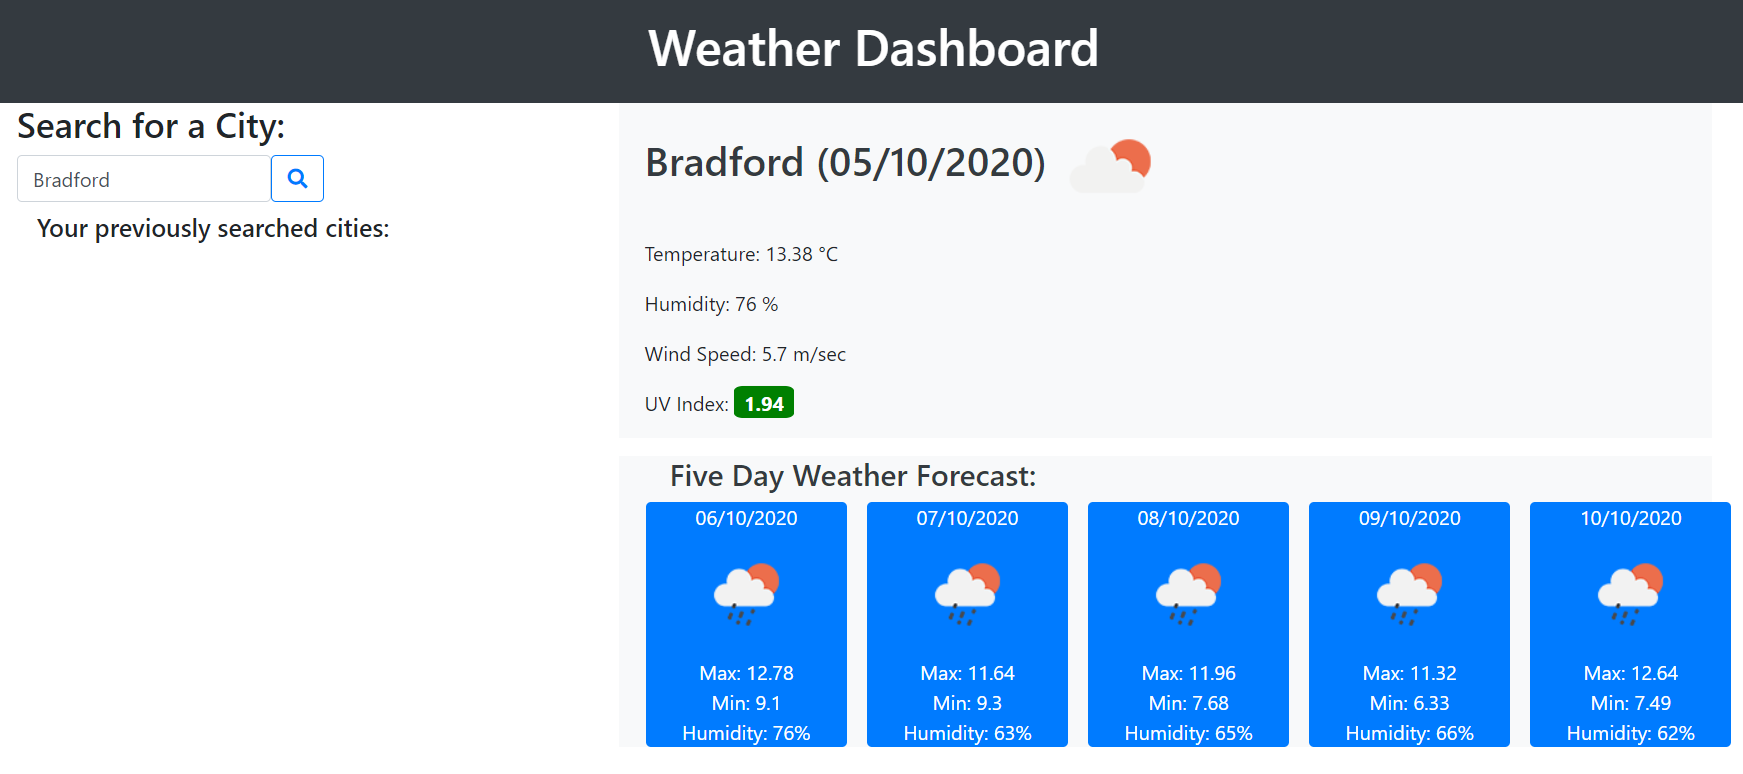 Weather Dashboard
Search for a City:
Bradford
Your previously searched cities:
Bradford (05/10/2020)
Temperature: 13.38 °C
Humidity: 76 %
Wind Speed: 5.7 m/sec
UV Index: 1.94
Five Day Weather Forecast:
06/10/2020
Max: 12.78
Min: 9.1
Humidity: 76%
07/10/2020
Max: 11.64
Min: 9.3
Humidity: 63%
08/10/2020
Max: 11.96
Min: 7.68
Humidity: 65%
09/10/2020
Max: 11.32
Min: 6.33
Humidity: 66%
10/10/2020
Max: 12.64
Min: 7.49
Humidity: 62%